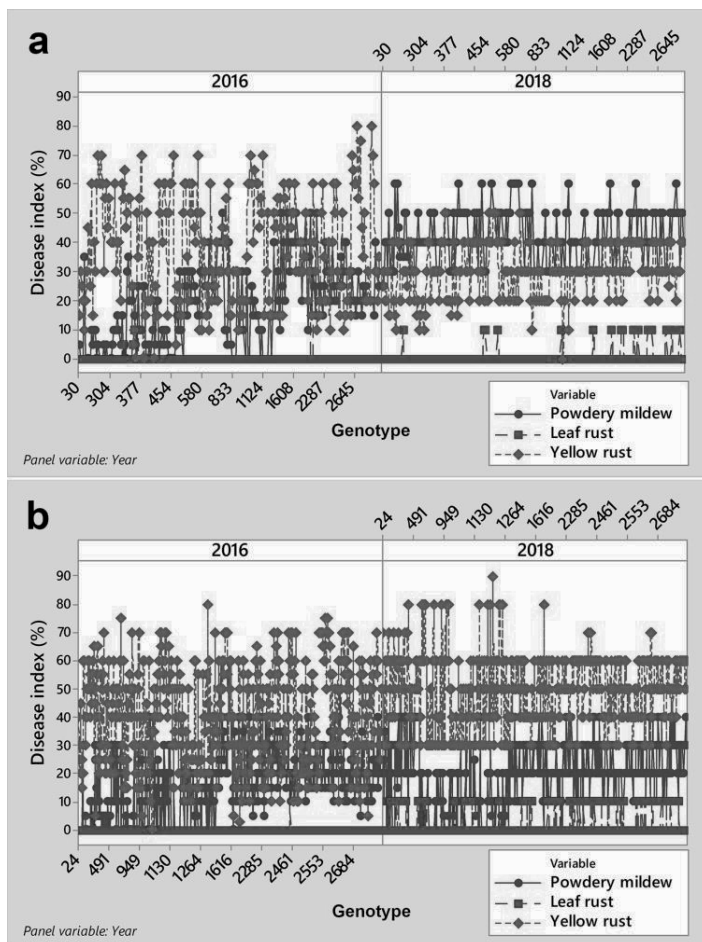 a
30 304 377 454 580 833 1124 1608 2287 2645
2016 2018
90
80
70
60
50
40
30
20
10
0
Disease index (%)
30 304 377 454 580 833 1124 1608 2287 2645
Genotype
Variable
Powdery mildew
Leaf rust
Yellow rust
Panel variable: Year
b
24 491 949 1130 1264 1616 2285 2461 2553 2684
2016 2018
90
80
70
60
50
40
30
20
10
0
Disease index (%)
24 491 949 1130 1264 1616 2285 2461 2553 2684
Genotype
Variable
Powdery mildew
Leaf rust
Yellow rust
Panel variable: Year